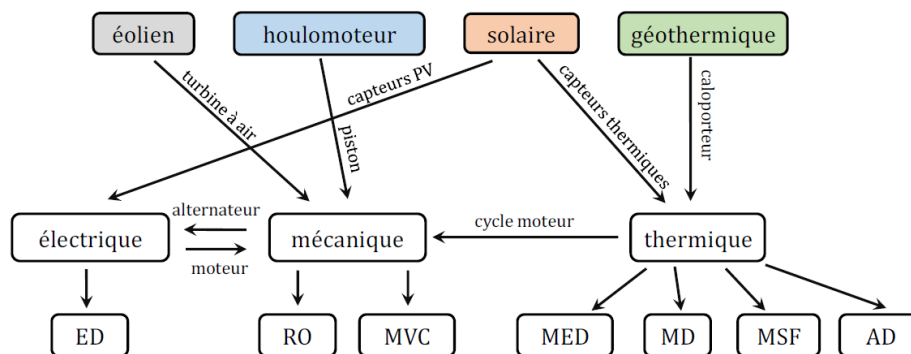 éolien
houlomoteur
solaire
géothermique
turbine à air
piston
capteurs PV
capteurs thermiques
caloporteur
électrique
alternateur
moteur
mécanique
cycle moteur
thermique
ED
RO
MVC
MED
MD
MSF
AD